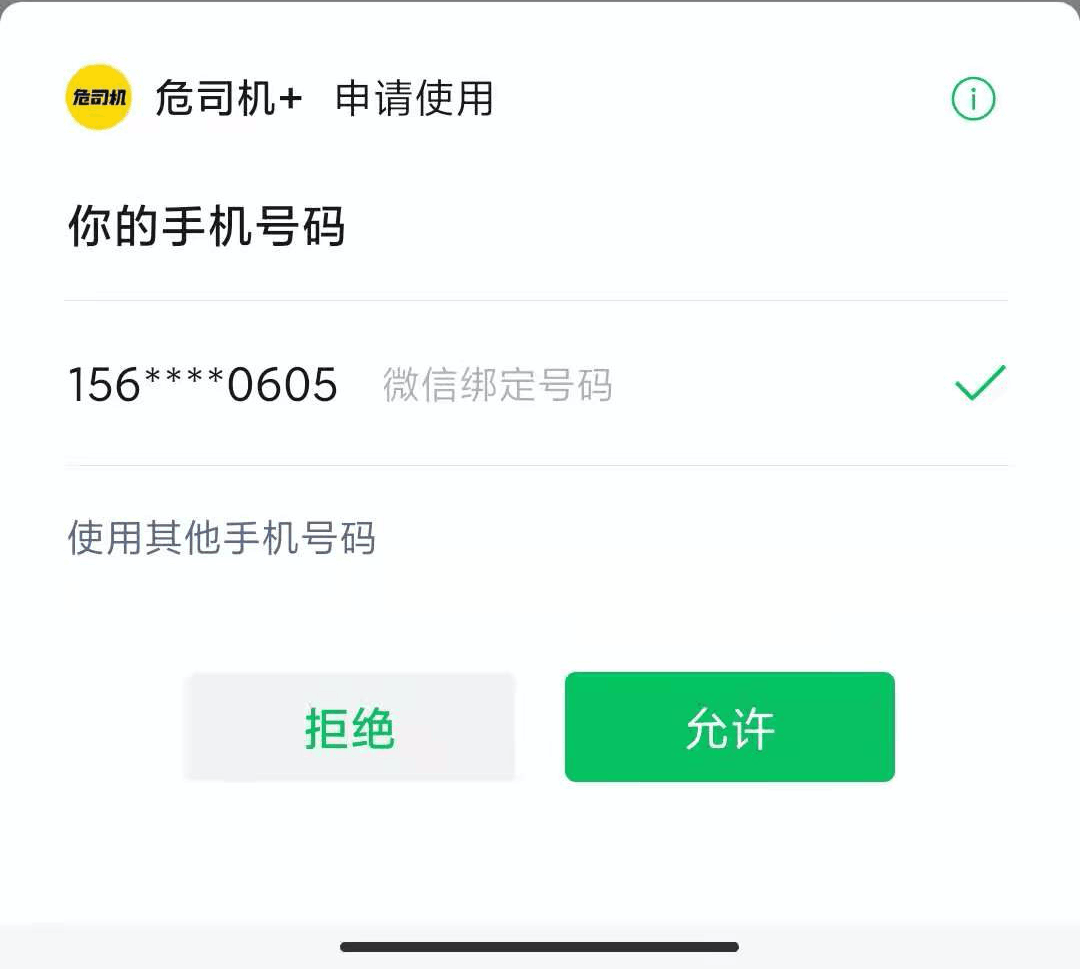 危司机 危司机+ 申请使用
你的手机号码
156****0605 微信绑定号码
使用其他手机号码
拒绝 允许